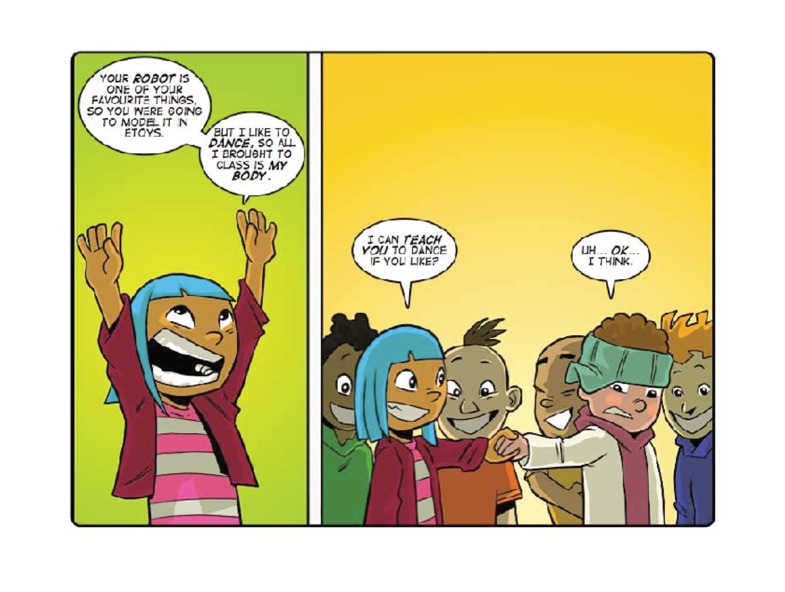 YOUR ROBOT IS
ONE OF YOUR
FAVOURITE THINGS,
SO YOU WERE GOING
TO MODEL IT IN
ETOYS.
BUT I LIKE TO
DANCE, SO ALL
I BROUGHT TO
CLASS IS MY
BODY.
I CAN TEACH
YOU TO DANCE
IF YOU LIKE?
UH... OK...
I THINK.